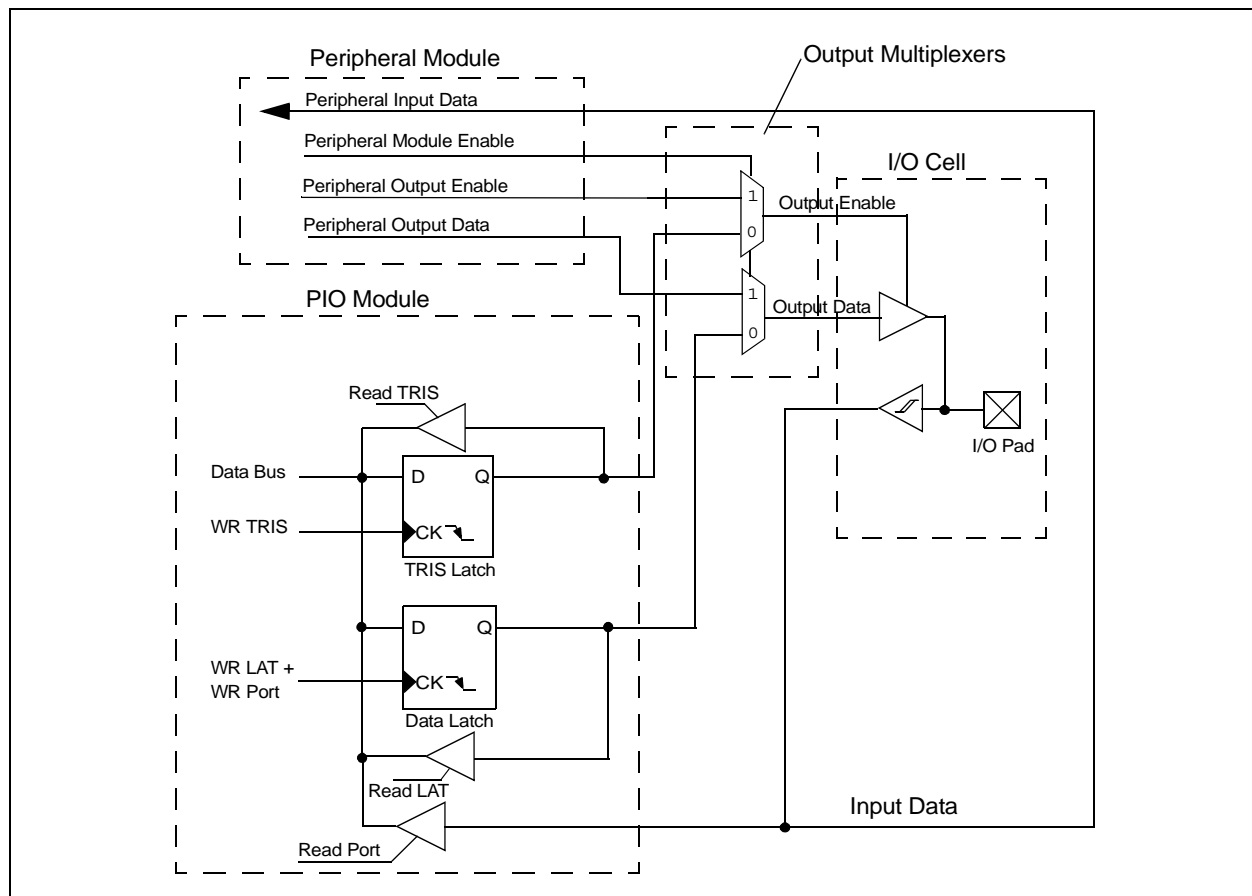 Peripheral Module
Output Multiplexers
Peripheral Input Data
Peripheral Module Enable
I/O Cell
Peripheral Output Enable
1
Output Enable
Peripheral Output Data
0
PIO Module
1
Output Data
0
Read TRIS
I/O Pad
Data Bus
D
Q
WR TRIS
CK
TRIS Latch
D
Q
WR LAT +
WR Port
CK
Data Latch
Read LAT
Input Data
Read Port